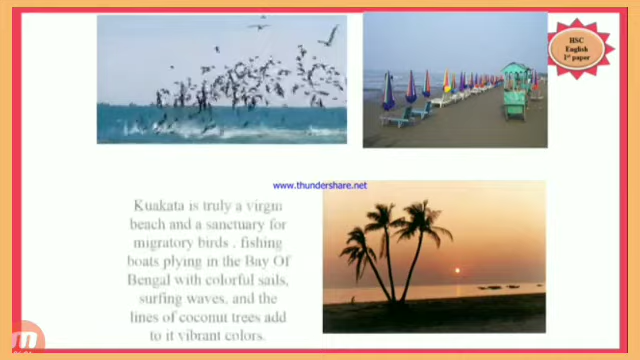 HSC
English
1st paper
www.thundershare.net
Kuakata is truly a virgin
beach and a sanctuary for
migratory birds , fishing
boats plying in the Bay Of
Bengal with colorful sails,
surfing waves, and the
lines of coconut trees add
to it vibrant colors.